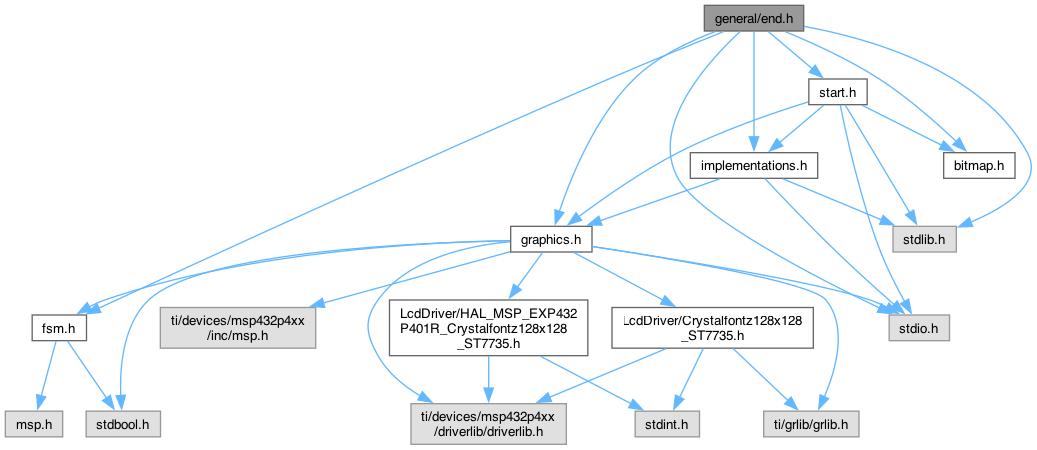 general/end.h
start.h
implementations.h
bitmap.h
stdlib.h
graphics.h
fsm.h
ti/devices/msp432p4xx
/inc/msp.h
LcdDriver/HAL_MSP_EXP432
P401R_Crystalfontz128x128
_ST7735.h
LcdDriver/Crystalfontz128x128
_ST7735.h
stdio.h
msp.h
stdbool.h
ti/devices/msp432p4xx
/driverlib/driverlib.h
stdint.h
ti/grlib/grlib.h